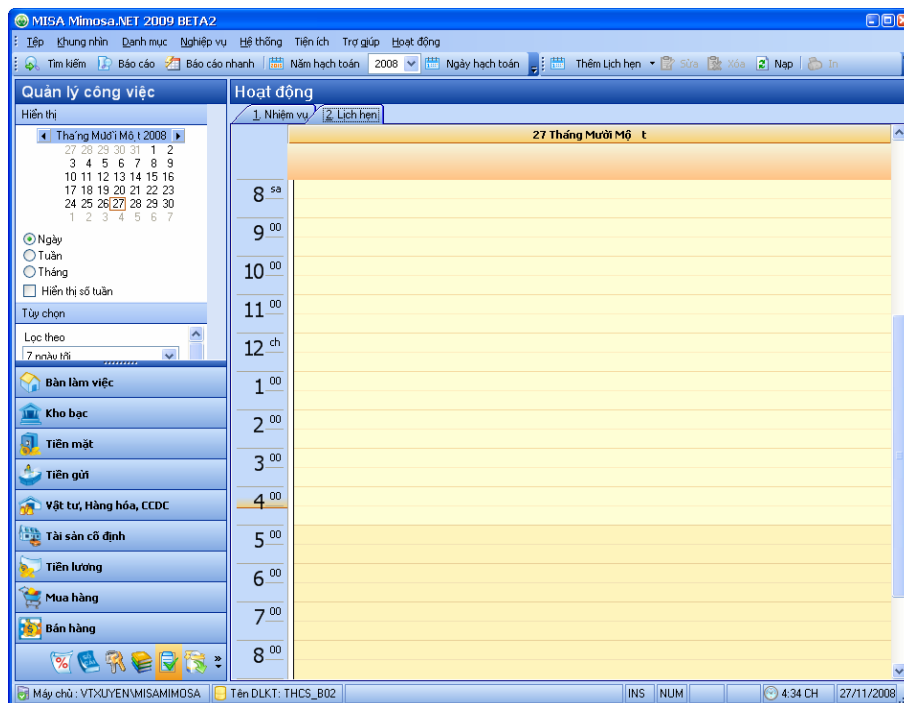 MISA Mimosa.NET 2009 BETA2
Tệp Khung nhìn Danh mục Nghiệp vụ Hệ thống Tiện ích Trợ giúp Hoạt động
Tìm kiếm Báo cáo Báo cáo nhanh Năm hạch toán 2008 Ngày hạch toán Thêm Lịch hẹn Sửa Xóa Nạp In
Quản lý công việc
Hiển thị
Tháng Mười Một 2008
27 28 29 30 31 1 2
3 4 5 6 7 8 9
10 11 12 13 14 15 16
17 18 19 20 21 22 23
24 25 26 27 28 29 30
1 2 3 4 5 6 7
Ngày
Tuần
Tháng
Hiển thị số tuần
Tùy chọn
Lọc theo
7 ngày tới
Bàn làm việc
Kho bạc
Tiền mặt
Tiền gửi
Vật tư, Hàng hóa, CCDC
Tài sản cố định
Tiền lương
Mua hàng
Bán hàng
Hoạt động
1. Nhiệm vụ 2. Lịch hẹn
27 Tháng Mười Mộ t
8 sa
9 00
10 00
11 00
12 ch
1 00
2 00
3 00
4 00
5 00
6 00
7 00
8 00
Máy chủ : VTXUYEN\MISAMIMOSA Tên DLKT: THCS_B02 INS NUM 4:34 CH 27/11/2008